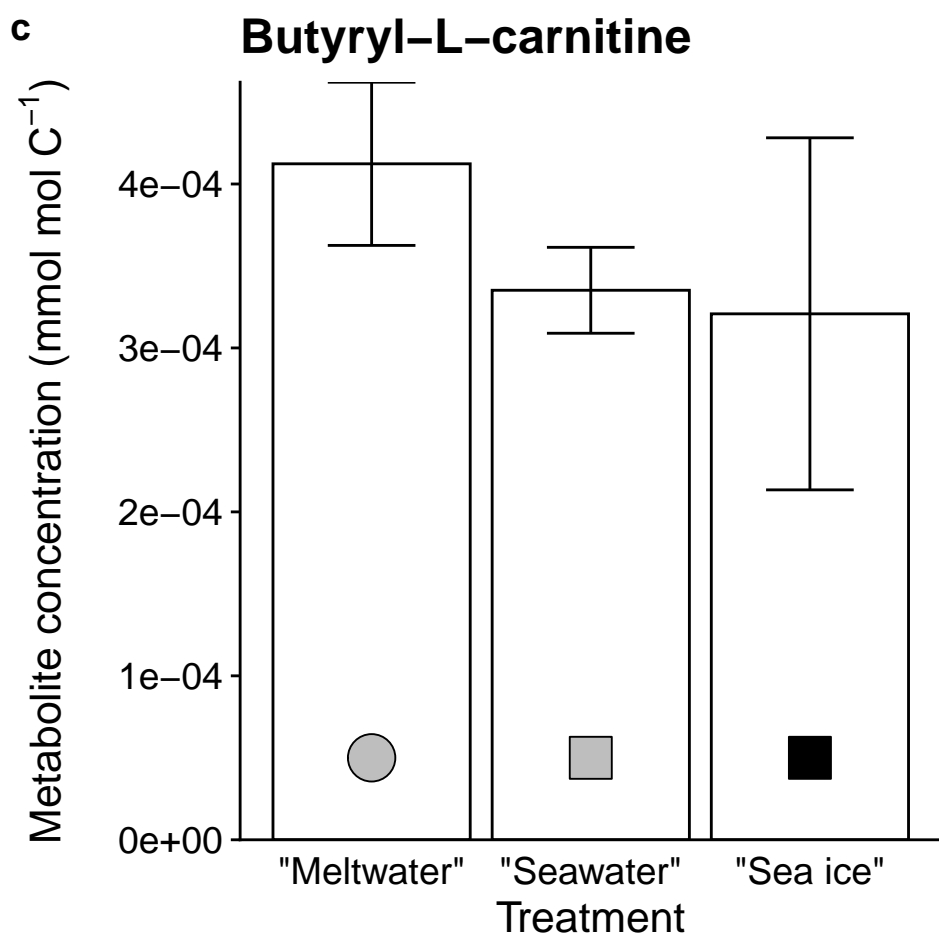 c
Butyryl−L−carnitine
Metabolite concentration (mmol mol C⁻¹)
4e−04
3e−04
2e−04
1e−04
0e+00
"Meltwater" "Seawater" "Sea ice"
Treatment